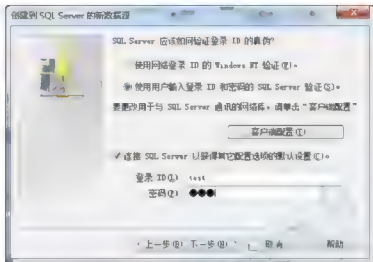 创建到 SQL Server 的新数据源
SQL Server 应该如何验证登录 ID 的真伪?
使用网络登录 ID 的 Windows NT 验证(W)。
使用用户输入登录 ID 和密码的 SQL Server 验证(S)。
要更改用于与 SQL Server 通讯的网络库,请单击“客户端配置”
客户端配置(T)
连接 SQL Server 以获得其它配置选项的默认设置(C)。
登录 ID(L): test
密码(P): ●●●
上一步(B) 下一步(N) 取消 帮助